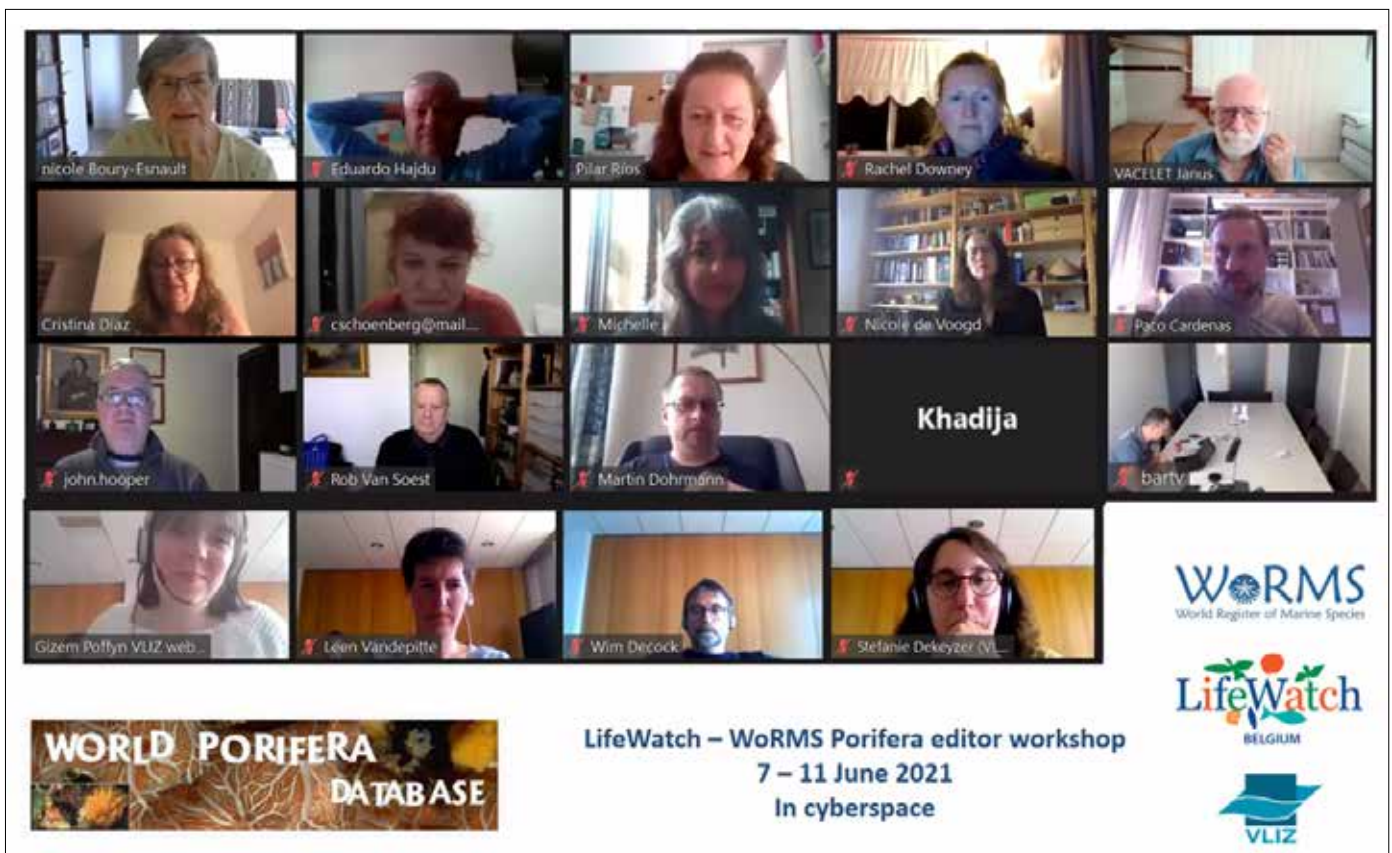 nicole Boury-Esnault
Eduardo Hajdu
Pilar Ríos
Rachel Downey
VACELET Janus
Cristina Diaz
cschoenberg@mail....
Michelle
Nicole de Voogd
Paco Cardenas
john.hooper
Rob Van Soest
Martin Dohrmann
Khadija
bartv
Gizem Poffyn VLIZ web...
Leen Vandepitte
Wim Decock
Stefanie Dekeyzer (VL...
WoRMS
World Register of Marine Species
LifeWatch
BELGIUM
WORLD PORIFERA
DATABASE
LifeWatch – WoRMS Porifera editor workshop
7 – 11 June 2021
In cyberspace
VLIZ